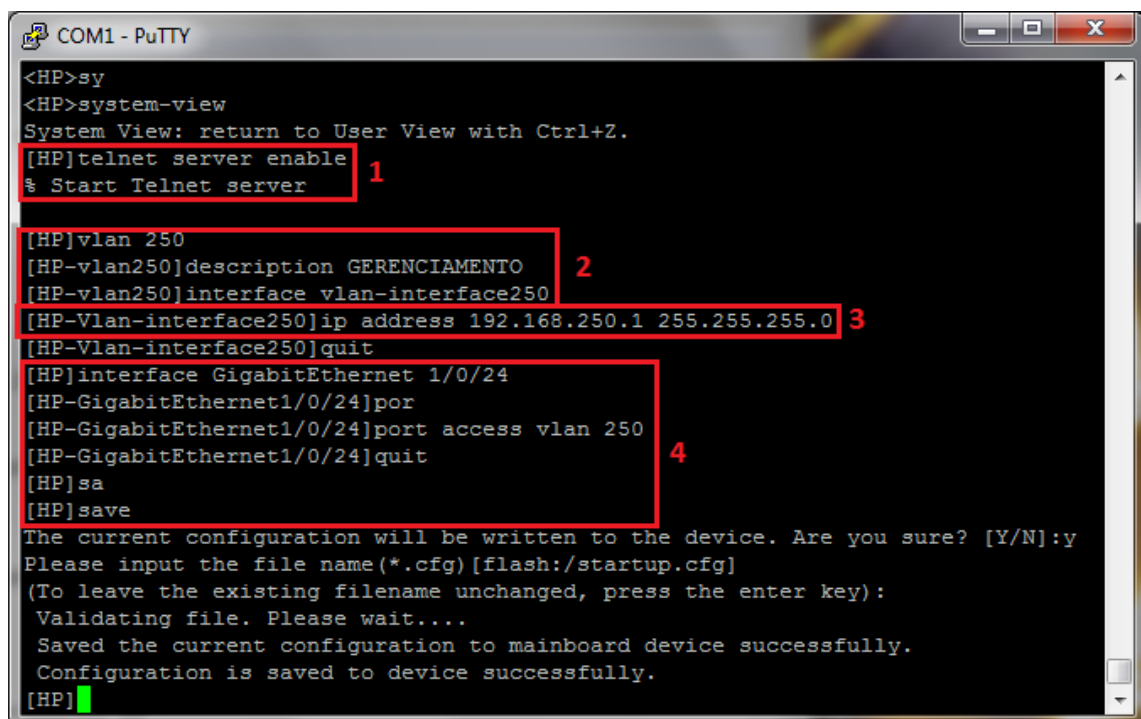 COM1 - PuTTY
<HP>sy
<HP>system-view
System View: return to User View with Ctrl+Z.
[HP]telnet server enable
% Start Telnet server
1
[HP]vlan 250
[HP-vlan250]description GERENCIAMENTO
2
[HP-vlan250]interface vlan-interface250
[HP-Vlan-interface250]ip address 192.168.250.1 255.255.255.0
3
[HP-Vlan-interface250]quit
[HP]interface GigabitEthernet 1/0/24
[HP-GigabitEthernet1/0/24]por
[HP-GigabitEthernet1/0/24]port access vlan 250
[HP-GigabitEthernet1/0/24]quit
4
[HP]sa
[HP]save
The current configuration will be written to the device. Are you sure? [Y/N]:y
Please input the file name(*.cfg)[flash:/startup.cfg]
(To leave the existing filename unchanged, press the enter key):
Validating file. Please wait....
Saved the current configuration to mainboard device successfully.
Configuration is saved to device successfully.
[HP]